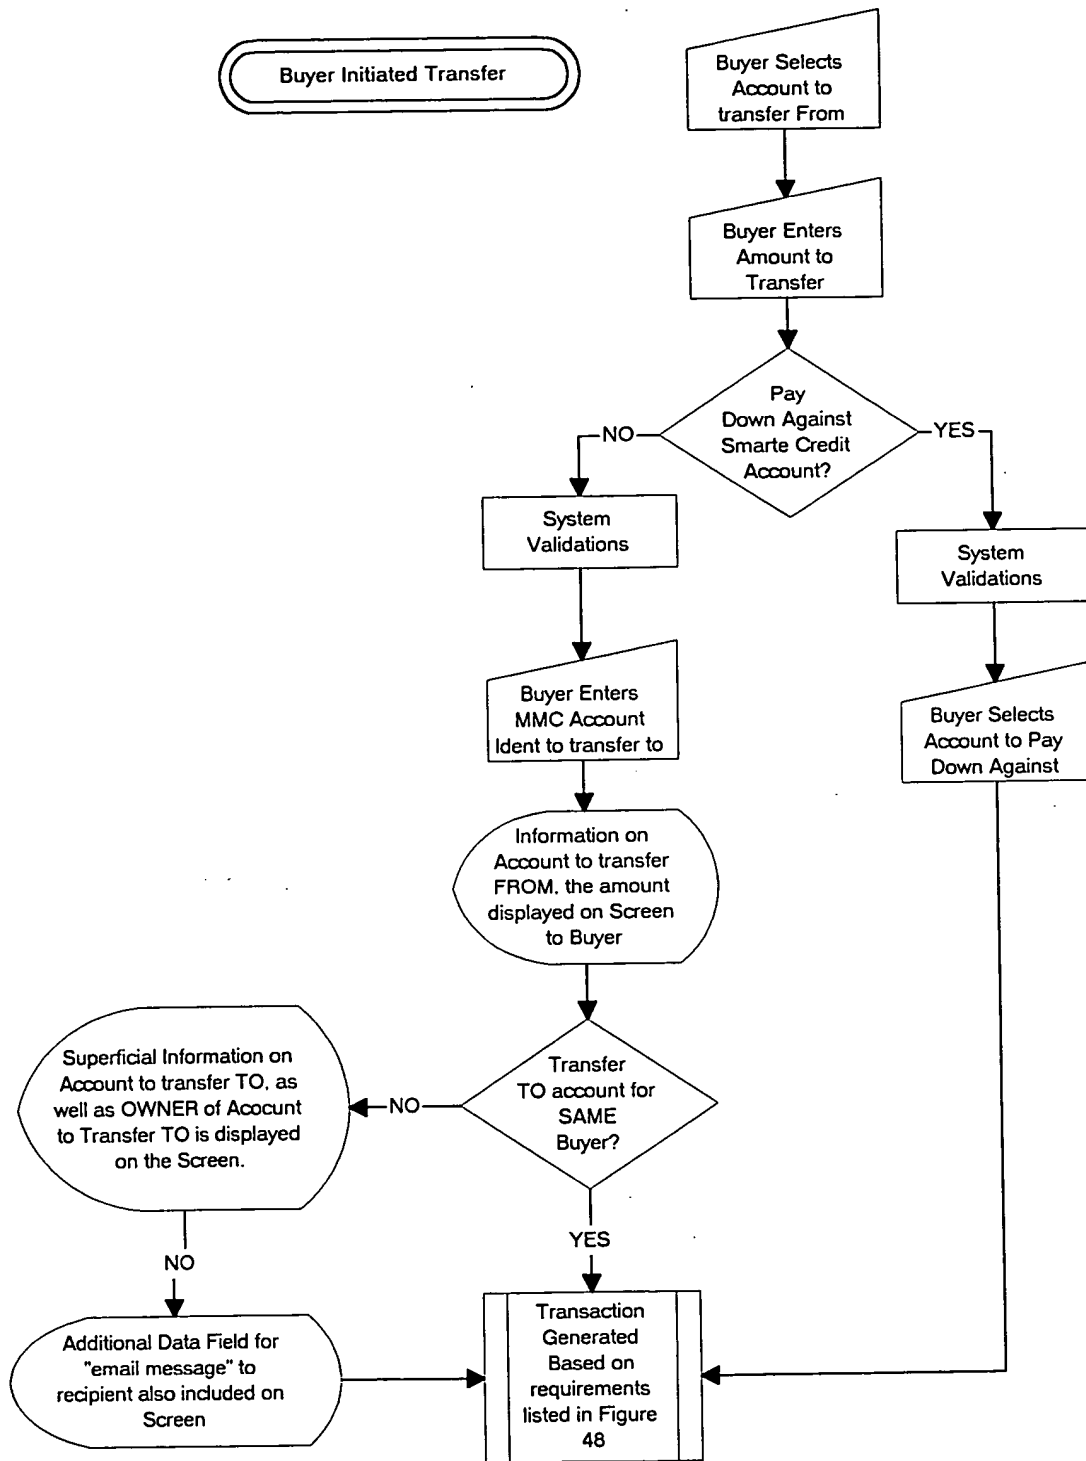 Buyer Initiated Transfer
Buyer Selects
Account to
transfer From
Buyer Enters
Amount to
Transfer
Pay
Down Against
Smarte Credit
Account?
NO
YES
System
Validations
System
Validations
Buyer Enters
MMC Account
Ident to transfer to
Buyer Selects
Account to Pay
Down Against
Information on
Account to transfer
FROM, the amount
displayed on Screen
to Buyer
Transfer
TO account for
SAME
Buyer?
NO
YES
Superficial Information on
Account to transfer TO, as
well as OWNER of Acocunt
to Transfer TO is displayed
on the Screen.
NO
Additional Data Field for
"email message" to
recipient also included on
Screen
Transaction
Generated
Based on
requirements
listed in Figure
48